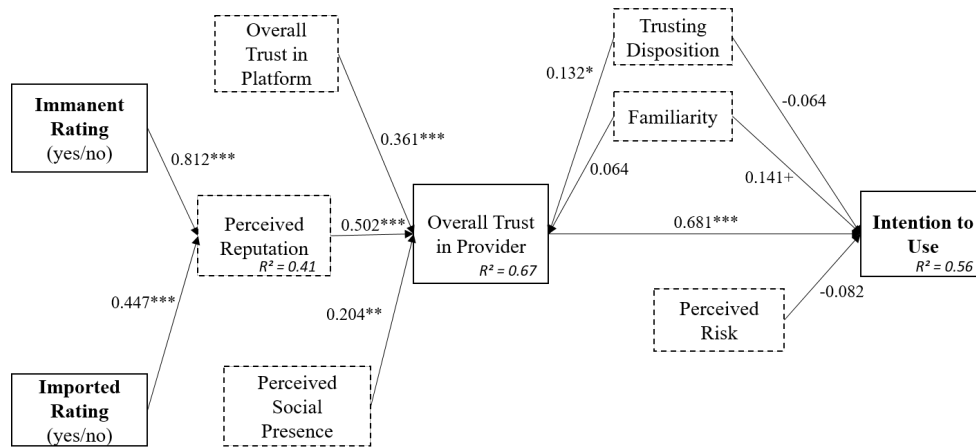 Overall
Trust in
Platform
Trusting
Disposition
0.132*
-0.064
Immanent
Rating
(yes/no)
Familiarity
0.361***
0.064
0.141+
0.812***
Perceived
Reputation
R² = 0.41
0.502***
Overall Trust
in Provider
R² = 0.67
0.681***
Intention to
Use
R² = 0.56
0.447***
0.204**
-0.082
Perceived
Risk
Imported
Rating
(yes/no)
Perceived
Social
Presence